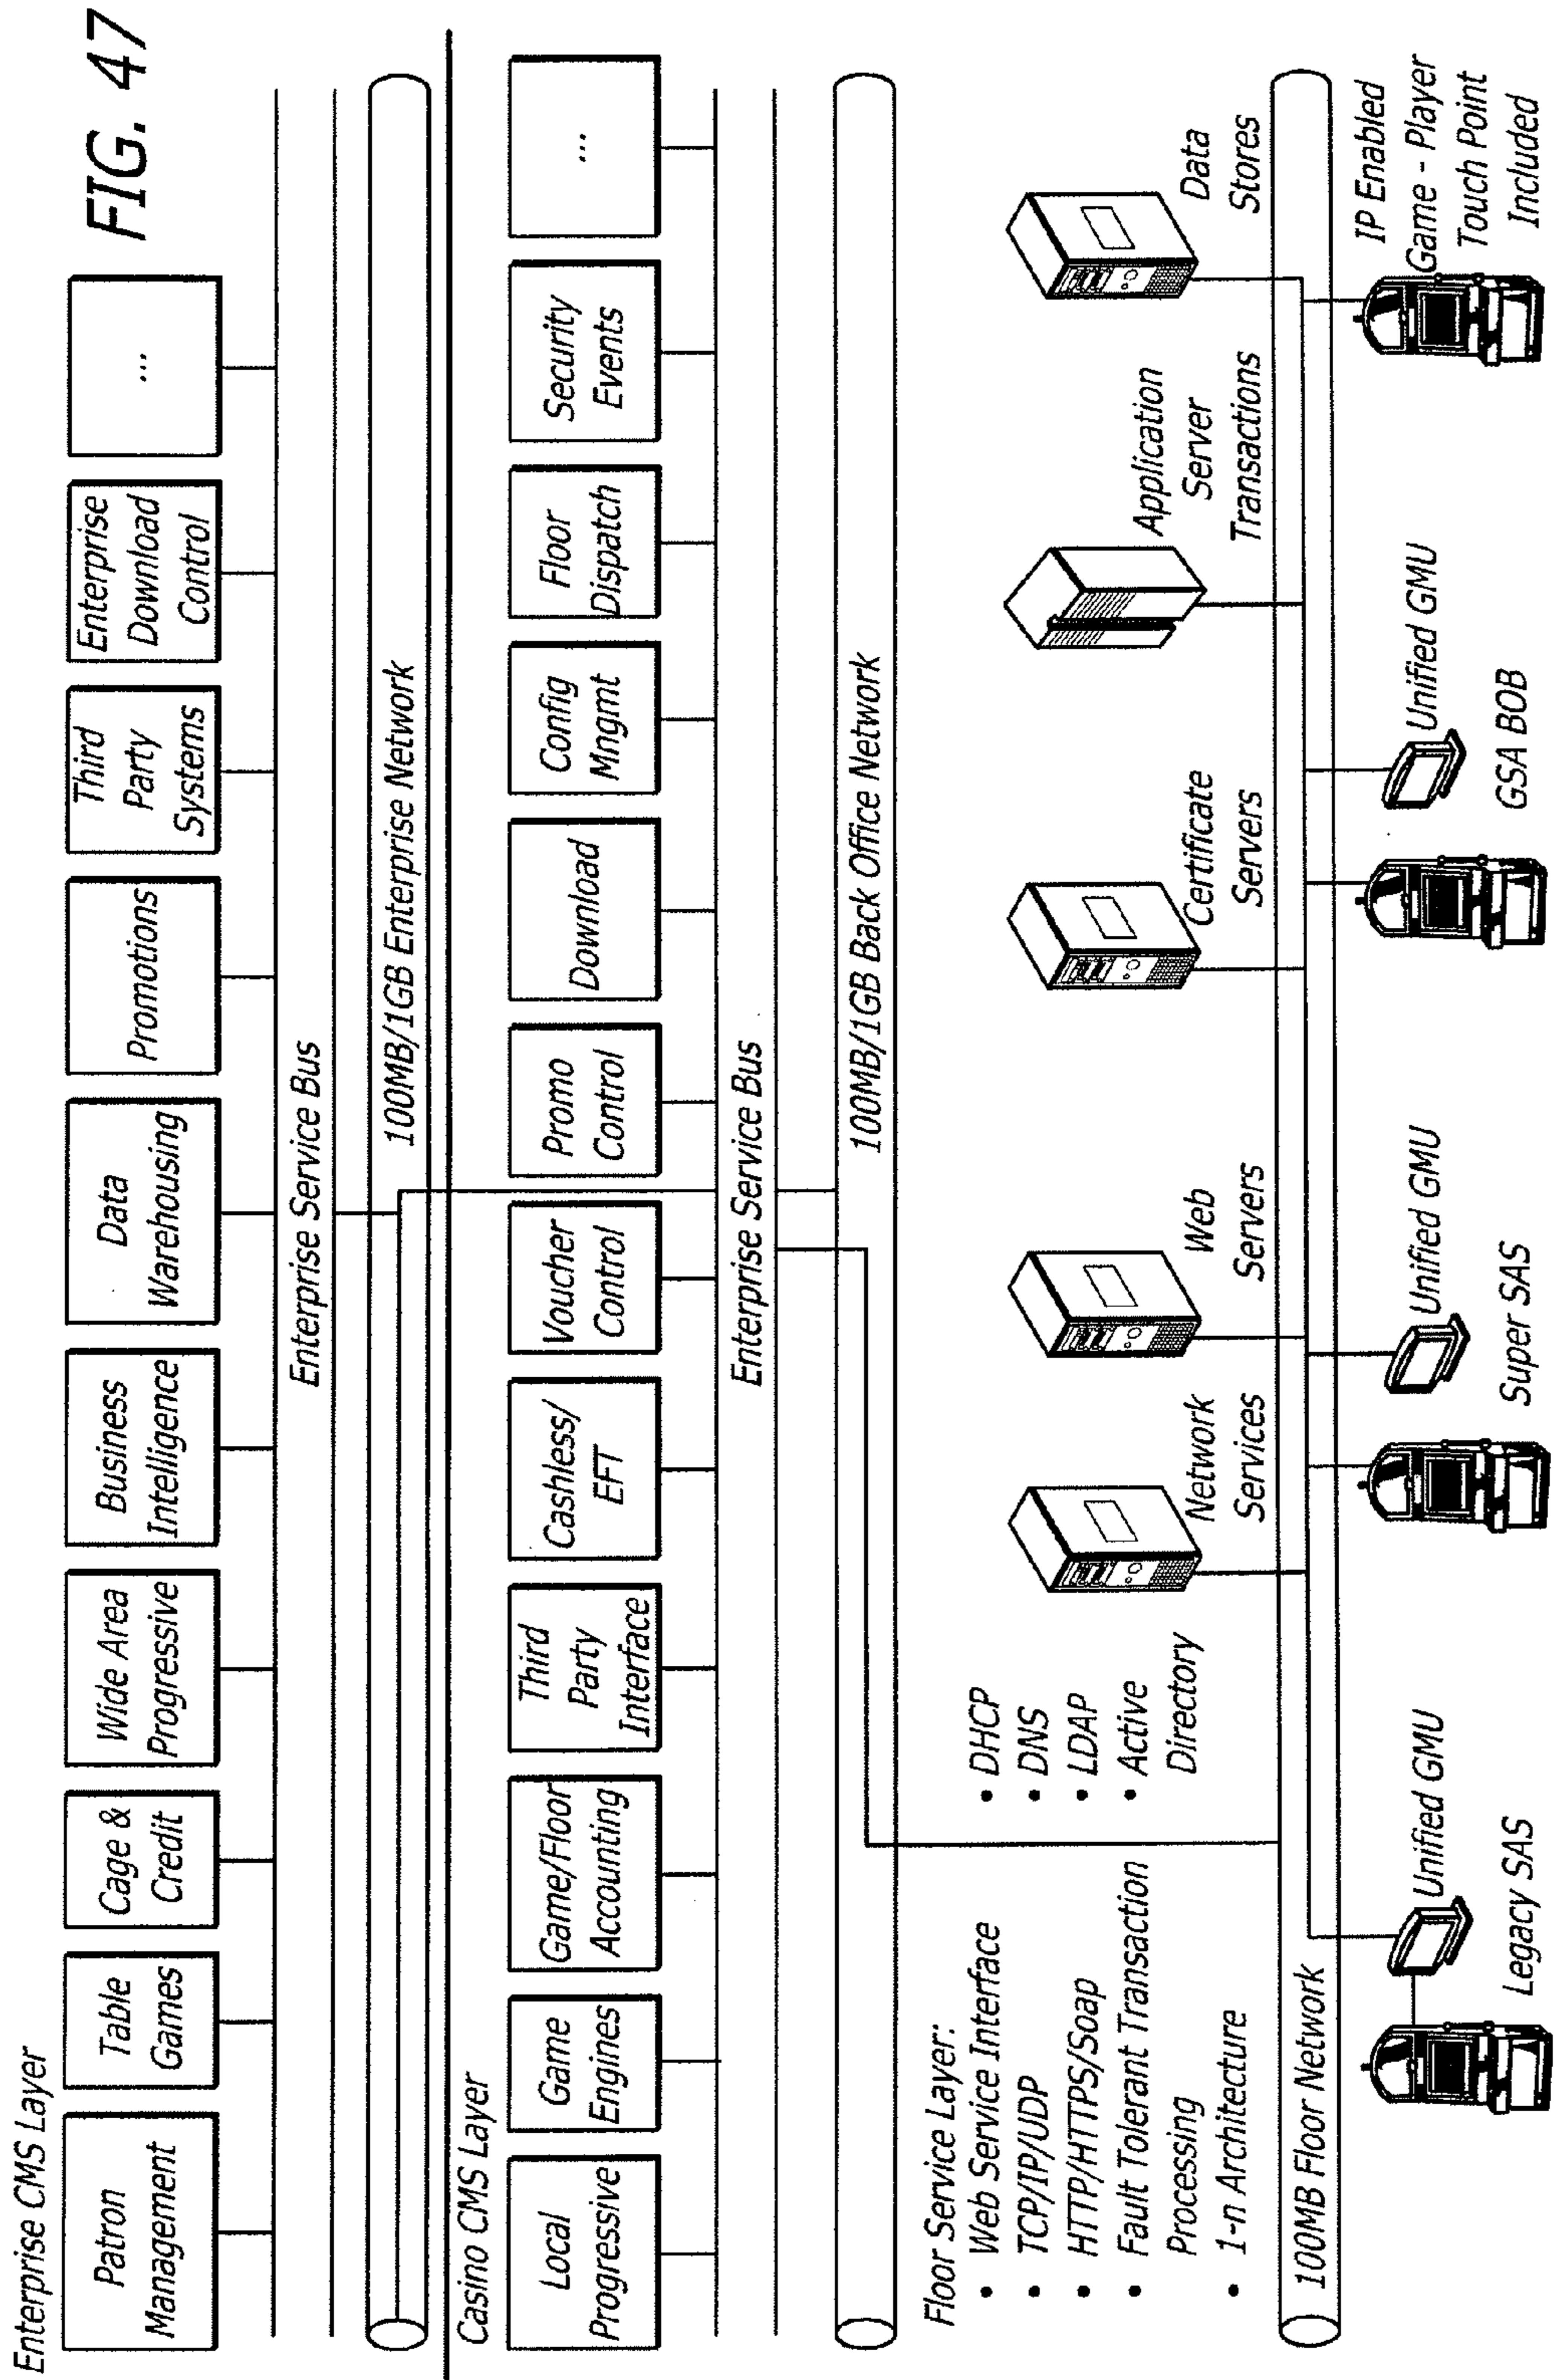 FIG. 47
Enterprise CMS Layer
Patron
Management
Table
Games
Cage &
Credit
Wide Area
Progressive
Business
Intelligence
Data
Warehousing
Promotions
Third
Party
Systems
Enterprise
Download
Control
...
Enterprise Service Bus
100MB/1GB Enterprise Network
Casino CMS Layer
Local
Progressive
Game
Engines
Game/Floor
Accounting
Third
Party
Interface
Cashless/
EFT
Voucher
Control
Promo
Control
Download
Config
Mngmt
Floor
Dispatch
Security
Events
...
Enterprise Service Bus
100MB/1GB Back Office Network
Floor Service Layer:
• Web Service Interface
• TCP/IP/UDP
• HTTP/HTTPS/Soap
• Fault Tolerant Transaction
Processing
• 1-n Architecture
• DHCP
• DNS
• LDAP
• Active
Directory
Network
Services
Web
Servers
Certificate
Servers
Application
Server
Transactions
Data
Stores
100MB Floor Network
Unified GMU
Legacy SAS
Unified GMU
Super SAS
Unified GMU
GSA BOB
IP Enabled
Game - Player
Touch Point
Included